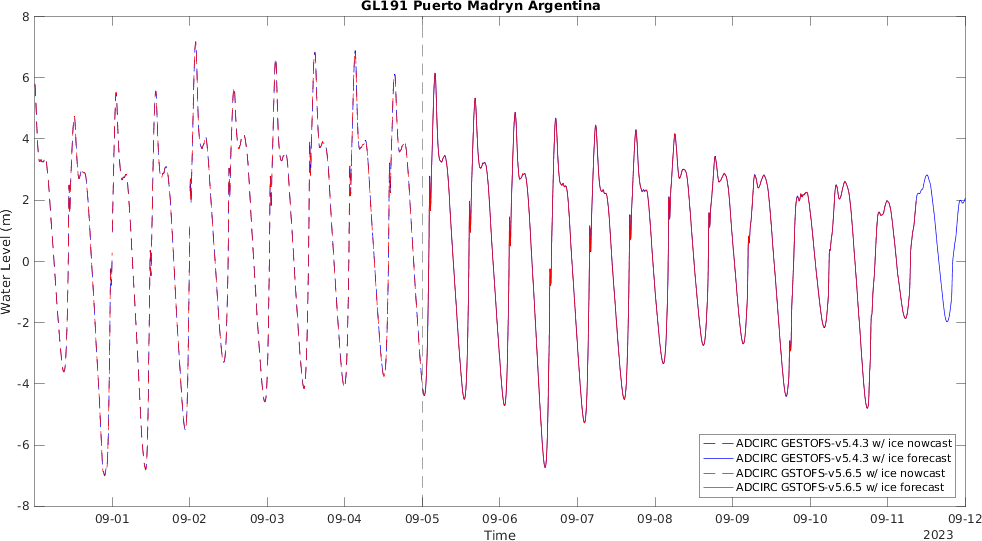 GL191 Puerto Madryn Argentina
8
6
4
2
0
-2
-4
-6
-8
Water Level (m)
ADCIRC GESTOFS-v5.4.3 w/ ice nowcast
ADCIRC GESTOFS-v5.4.3 w/ ice forecast
ADCIRC GSTOFS-v5.6.5 w/ ice nowcast
ADCIRC GSTOFS-v5.6.5 w/ ice forecast
09-01 09-02 09-03 09-04 09-05 09-06 09-07 09-08 09-09 09-10 09-11 09-12
Time
2023